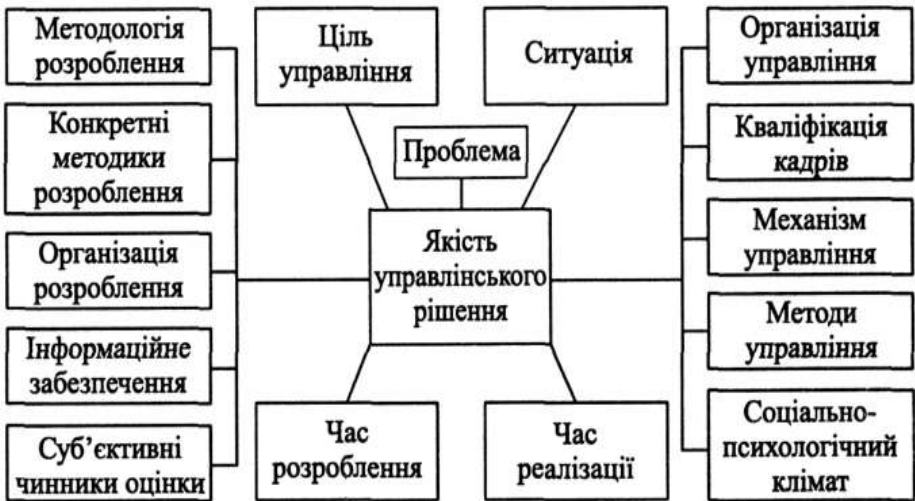 Методологія
розроблення
Конкретні
методики
розроблення
Організація
розроблення
Інформаційне
забезпечення
Суб’єктивні
чинники оцінки
Ціль
управління
Ситуація
Проблема
Якість
управлінського
рішення
Час
розроблення
Час
реалізації
Організація
управління
Кваліфікація
кадрів
Механізм
управління
Методи
управління
Соціально-
психологічний
клімат